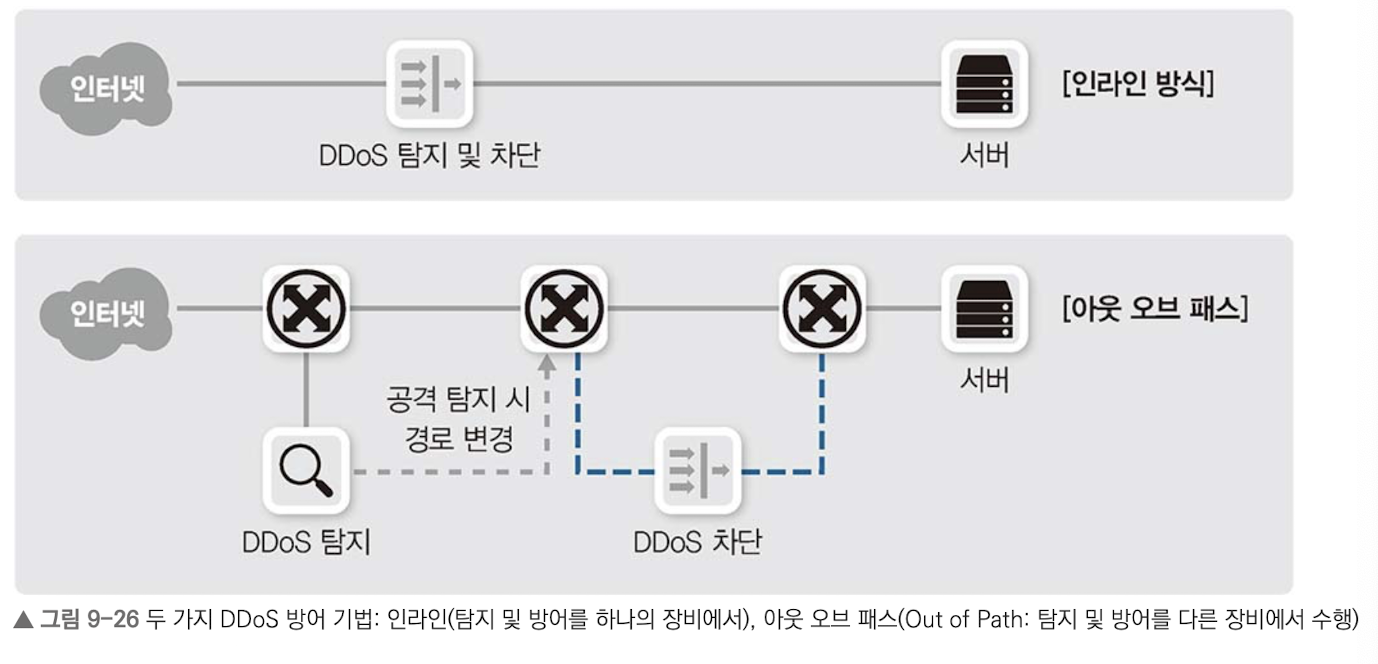 인터넷
DDoS 탐지 및 차단
서버
[인라인 방식]
인터넷
서버
[아웃 오브 패스]
공격 탐지 시
경로 변경
DDoS 탐지
DDoS 차단
▲ 그림 9-26 두 가지 DDoS 방어 기법: 인라인(탐지 및 방어를 하나의 장비에서), 아웃 오브 패스(Out of Path: 탐지 및 방어를 다른 장비에서 수행)